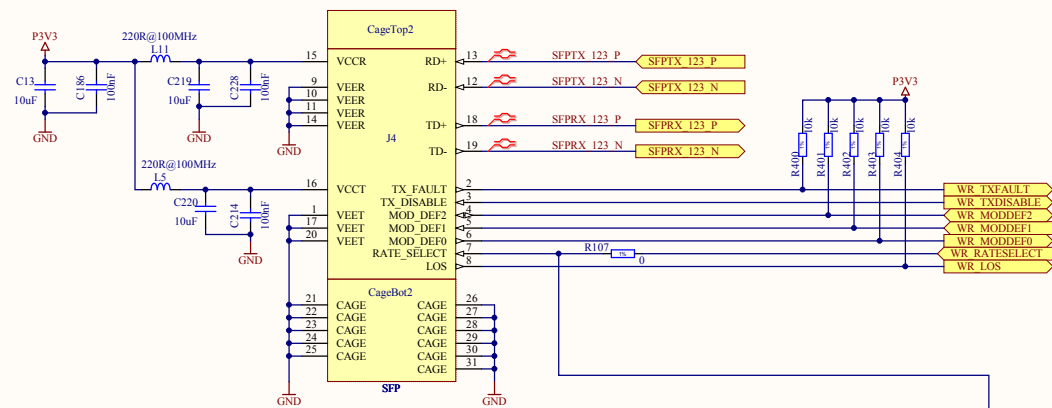 CageTop2
P3V3
220R@100MHz
L11
C13
10uF
C186
100nF
C219
10uF
C228
100nF
GND
GND
15
VCCR
9
VEER
10
VEER
11
VEER
14
VEER
GND
J4
RD+
13
SFPTX_123_P
SFPTX_123_P
RD-
12
SFPTX_123_N
SFPTX_123_N
TD+
18
SFPRX_123_P
SFPRX_123_P
TD-
19
SFPRX_123_N
SFPRX_123_N
P3V3
10k
10k
10k
10k
10k
1%
1%
1%
1%
1%
R400
R401
R402
R403
R404
220R@100MHz
L5
C220
10uF
C214
100nF
GND
16
VCCT
1
VEET
17
VEET
20
VEET
TX_FAULT
2
WR_TXFAULT
TX_DISABLE
3
WR_TXDISABLE
MOD_DEF2
4
WR_MODDEF2
MOD_DEF1
5
WR_MODDEF1
MOD_DEF0
6
WR_MODDEF0
RATE_SELECT
7
R107
1%
0
WR_RATESELECT
LOS
8
WR_LOS
CageBot2
21
CAGE
CAGE
26
22
CAGE
CAGE
27
23
CAGE
CAGE
28
24
CAGE
CAGE
29
25
CAGE
CAGE
30
CAGE
31
SFP
GND
GND